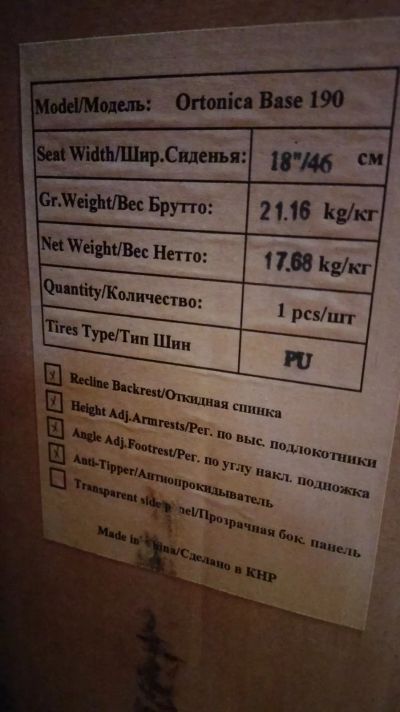 Model/Модель: Ortonica Base 190
Seat Width/Шир.Сиденья: 18"/46 см
Gr.Weight/Вес Брутто: 21.16 kg/кг
Net Weight/Вес Нетто: 17.68 kg/кг
Quantity/Количество: 1 pcs/шт
Tires Type/Тип Шин PU
Recline Backrest/Откидная спинка
Height Adj.Armrests/Рег. по выс. подлокотники
Angle Adj.Footrest/Рег. по углу накл. подножка
Anti-Tipper/Антиопрокидыватель
Transparent side panel/Прозрачная бок. панель
Made in China/Сделано в КНР